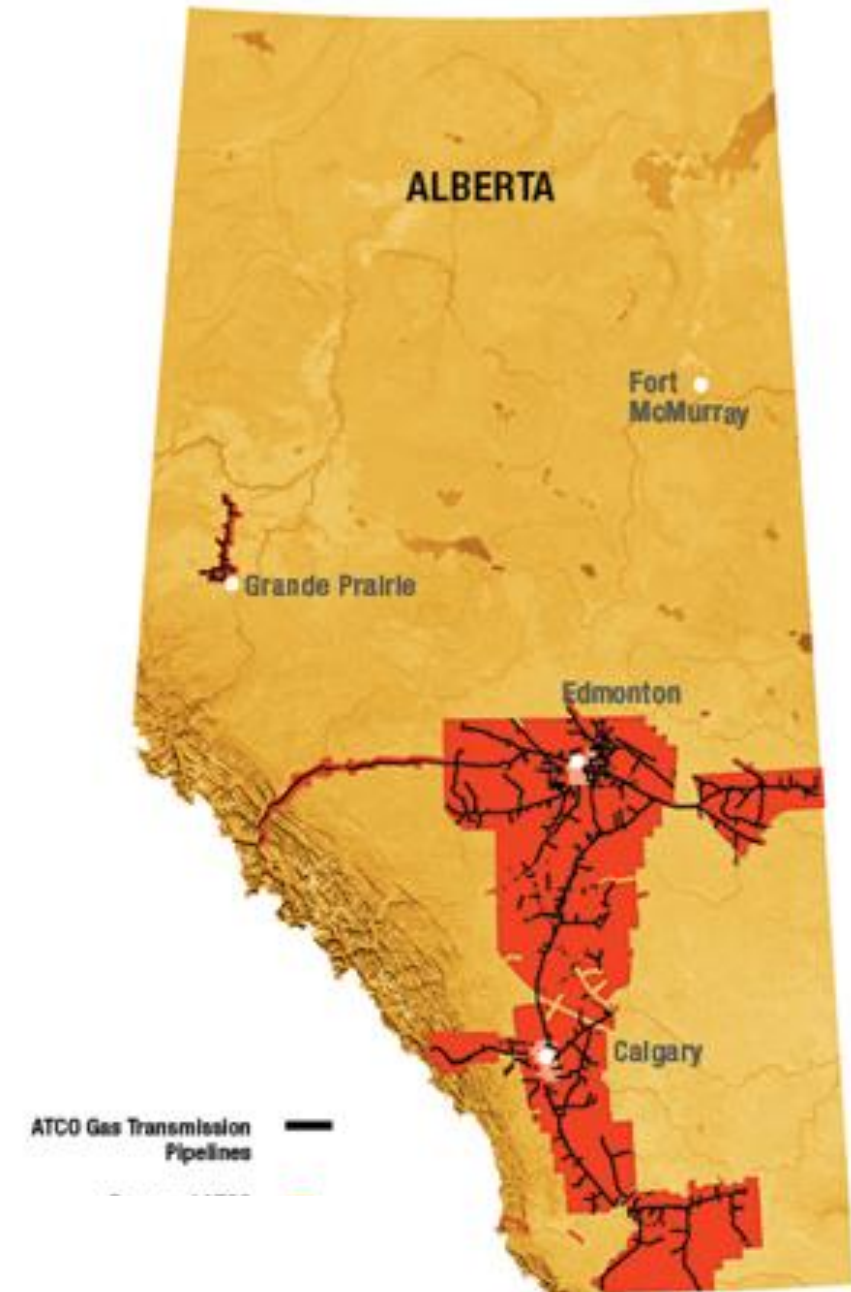 ALBERTA
Fort
McMurray
Grande Prairie
Edmonton
Calgary
ATCO Gas Transmission
Pipelines